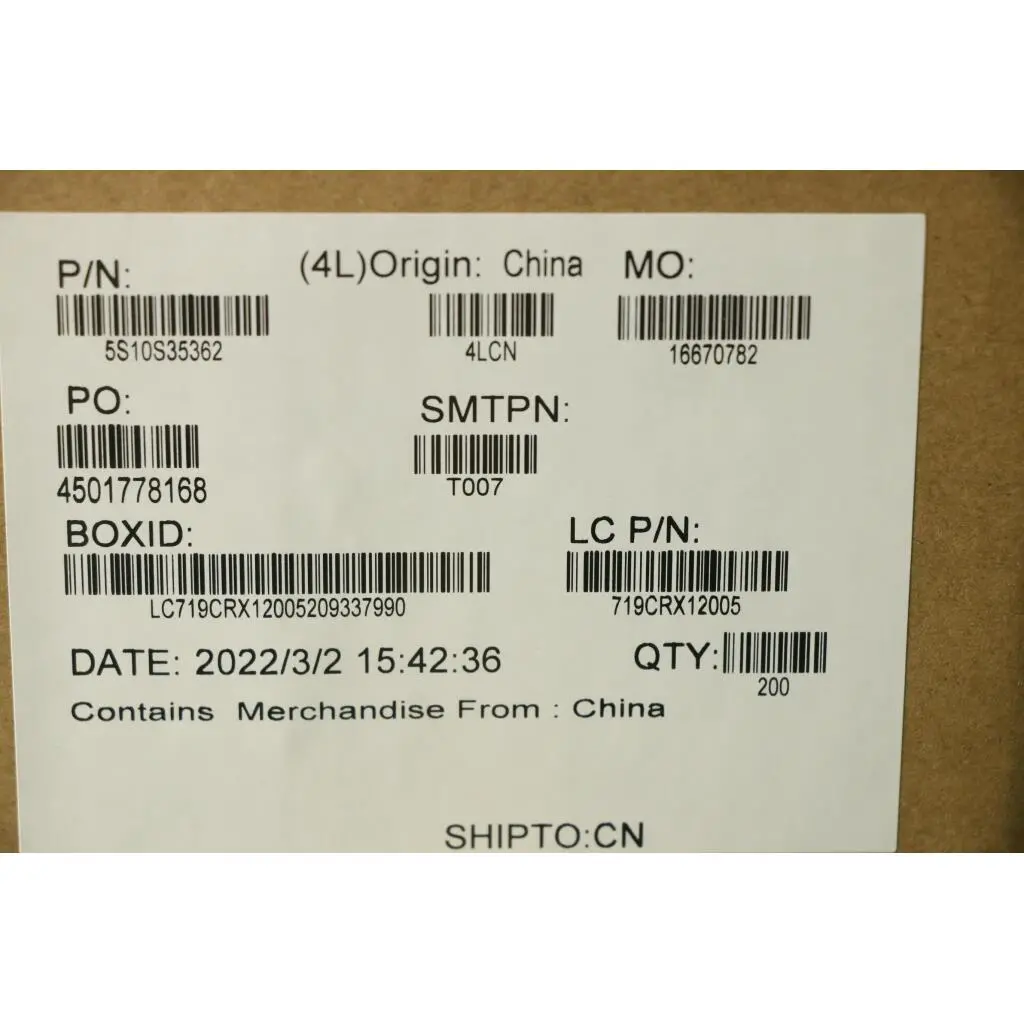 P/N: (4L)Origin: China MO:
5S10S35362 4LCN 16670782
PO: SMTPN:
4501778168 T007
BOXID: LC P/N:
LC719CRX12005209337990 719CRX12005
DATE: 2022/3/2 15:42:36 QTY:
200
Contains Merchandise From : China
SHIPTO:CN